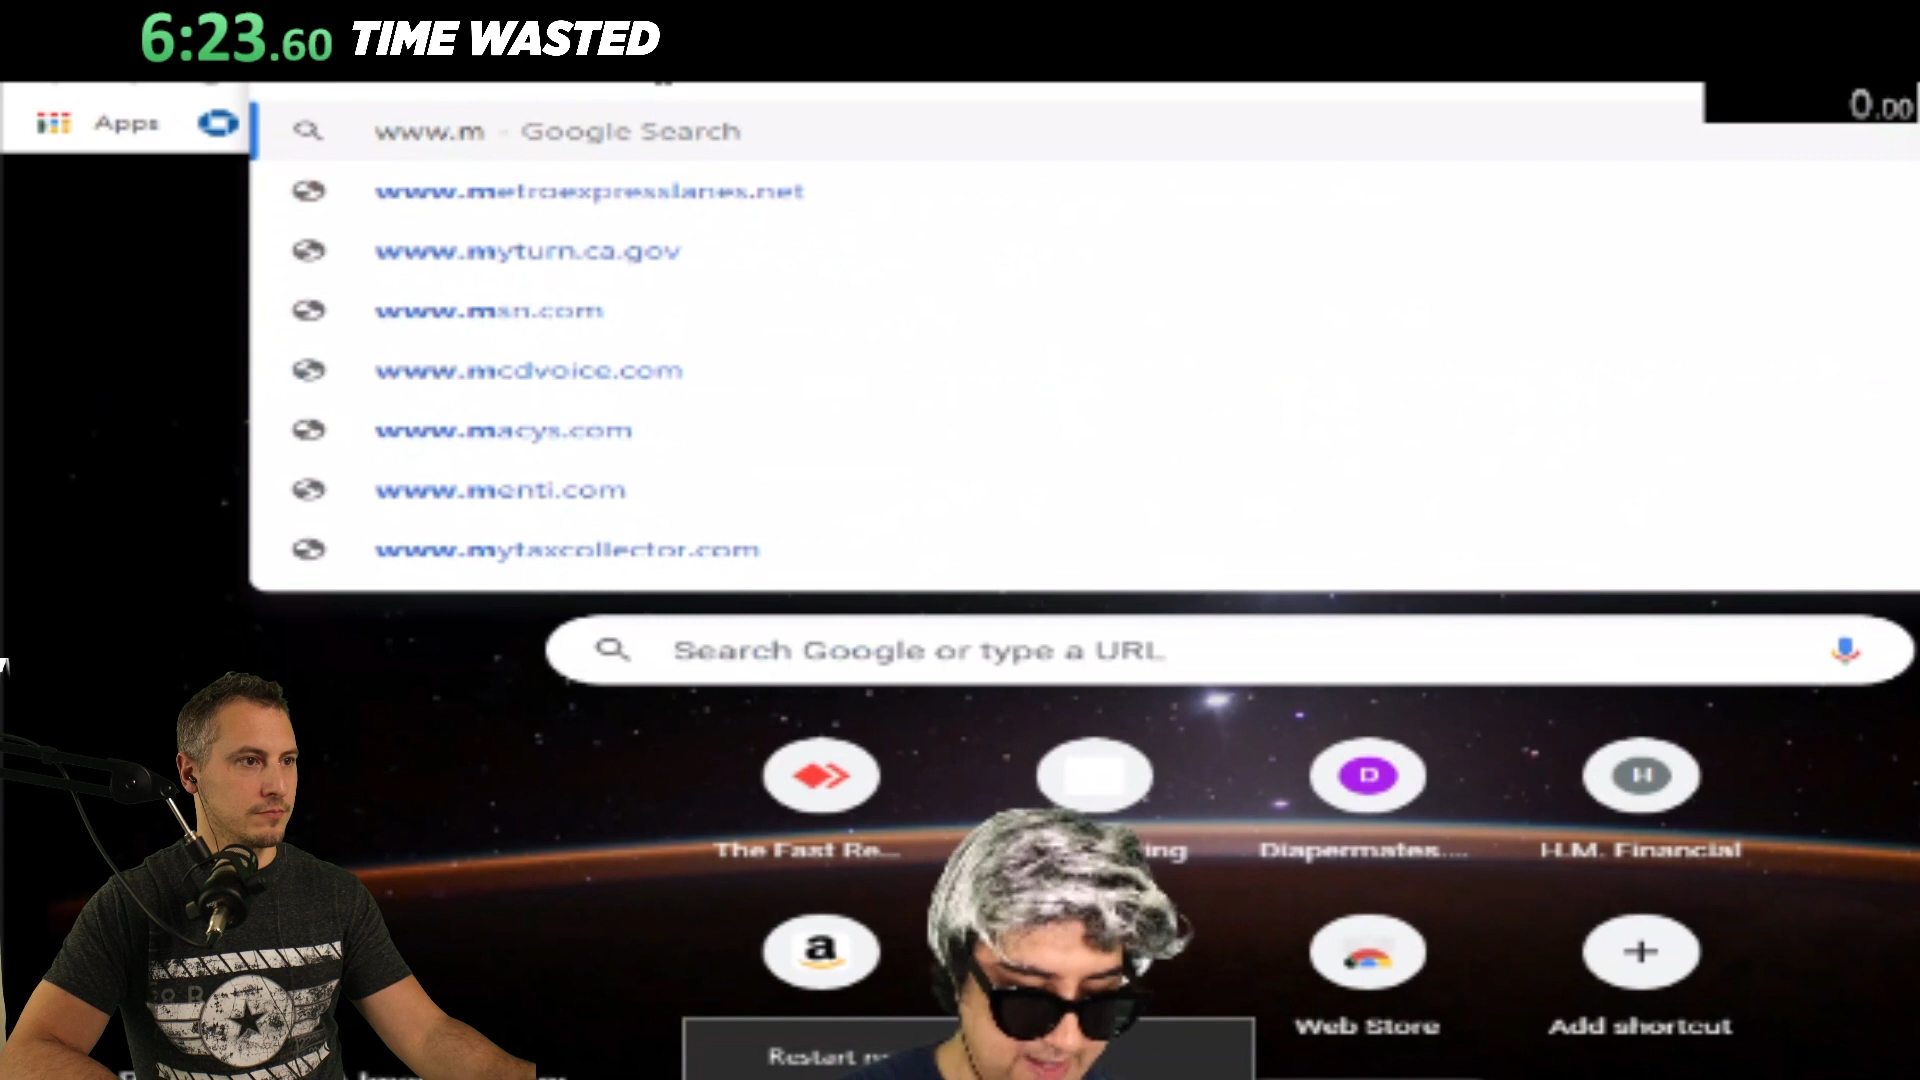 6:23.60 TIME WASTED
0.00
Apps
www.m - Google Search
www.metroexpresslanes.net
www.myturn.ca.gov
www.msn.com
www.mcdvoice.com
www.macys.com
www.menti.com
www.mytaxcollector.com
Search Google or type a URL
The Fast Re...
ing
Diapermates....
H.M. Financial
D
H
a
Web Store
Add shortcut
Restart